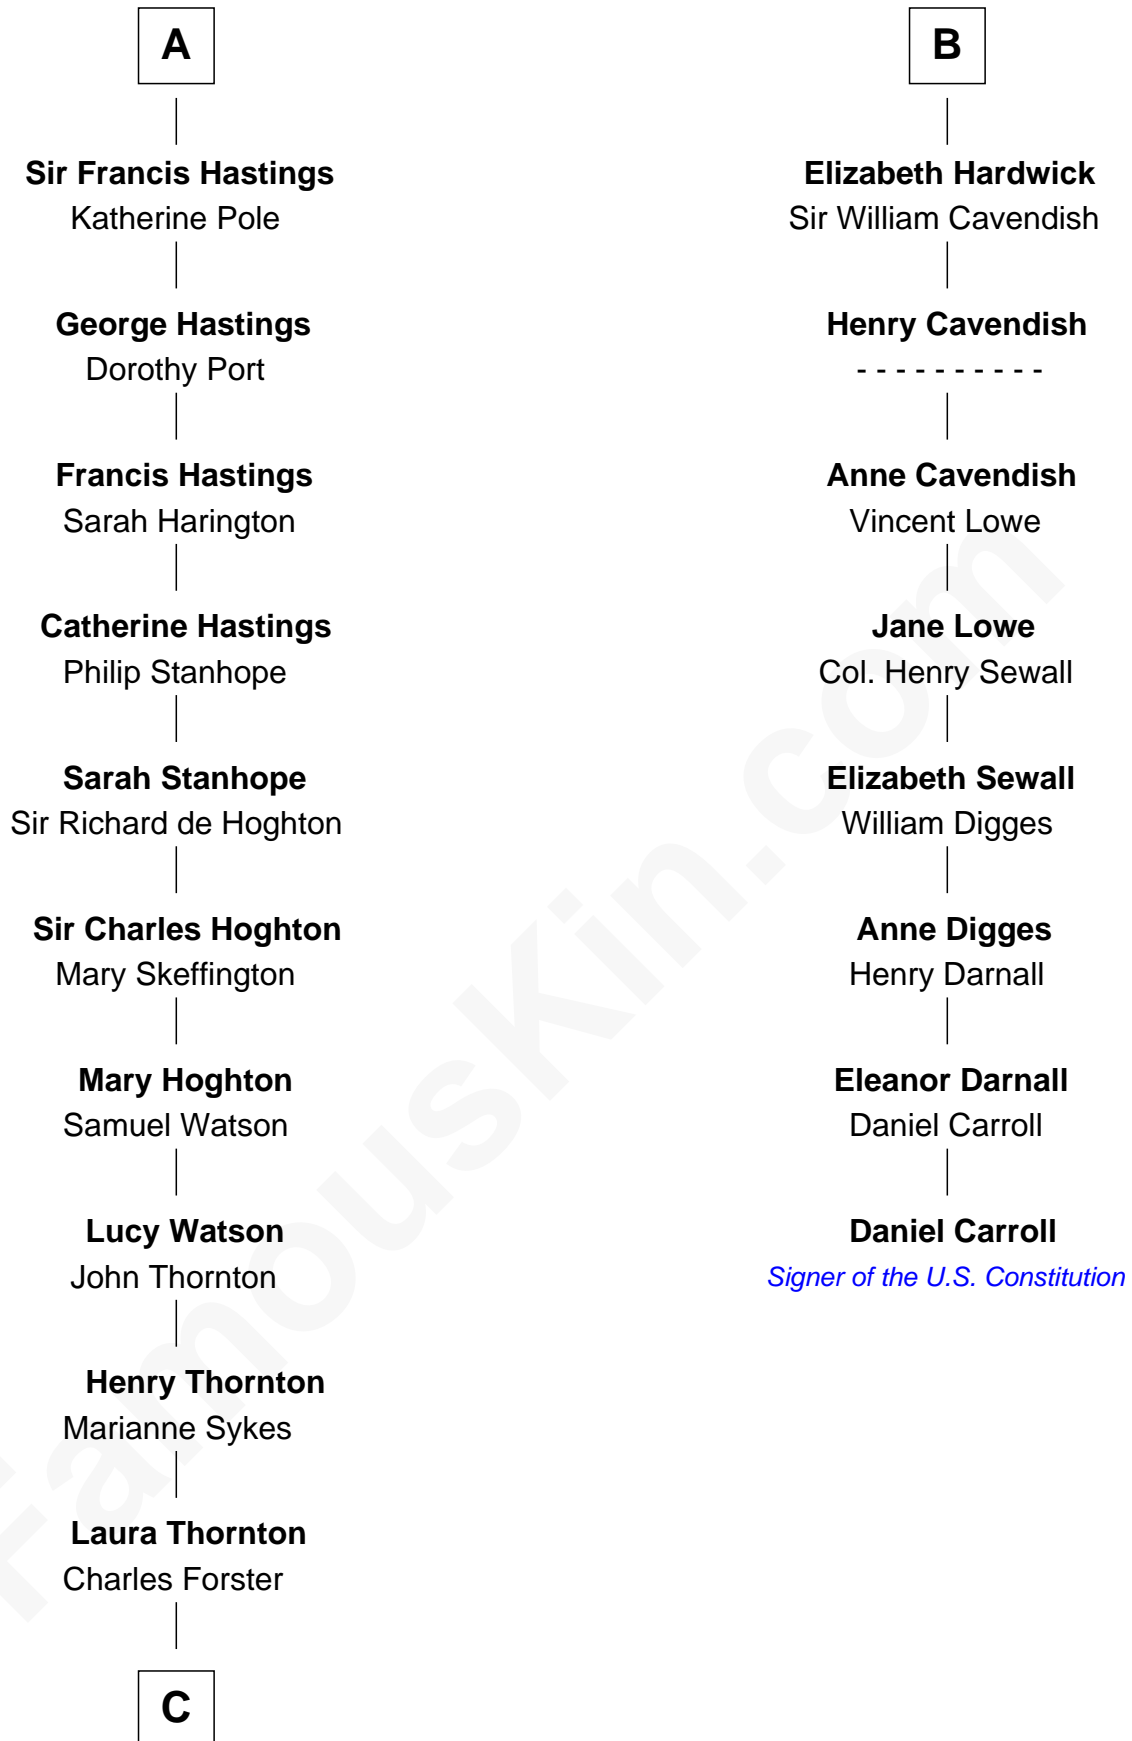 A
Sir Francis Hastings
Katherine Pole
George Hastings
Dorothy Port
Francis Hastings
Sarah Harington
Catherine Hastings
Philip Stanhope
Sarah Stanhope
Sir Richard de Hoghton
Sir Charles Hoghton
Mary Skeffington
Mary Hoghton
Samuel Watson
Lucy Watson
John Thornton
Henry Thornton
Marianne Sykes
Laura Thornton
Charles Forster
C
B
Elizabeth Hardwick
Sir William Cavendish
Henry Cavendish
- - - - - - - - - -
Anne Cavendish
Vincent Lowe
Jane Lowe
Col. Henry Sewall
Elizabeth Sewall
William Digges
Anne Digges
Henry Darnall
Eleanor Darnall
Daniel Carroll
Daniel Carroll
Signer of the U.S. Constitution
FamousKin.com